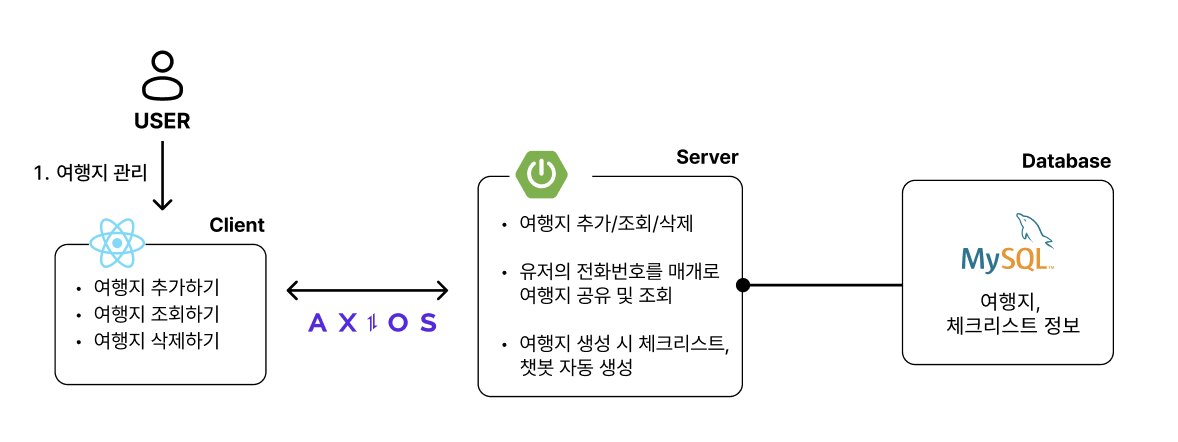 USER
1. 여행지 관리
Client
• 여행지 추가하기
• 여행지 조회하기
• 여행지 삭제하기
AXIOS
Server
• 여행지 추가/조회/삭제
• 유저의 전화번호를 매개로
여행지 공유 및 조회
• 여행지 생성 시 체크리스트,
챗봇 자동 생성
Database
MySQL™
여행지,
체크리스트 정보